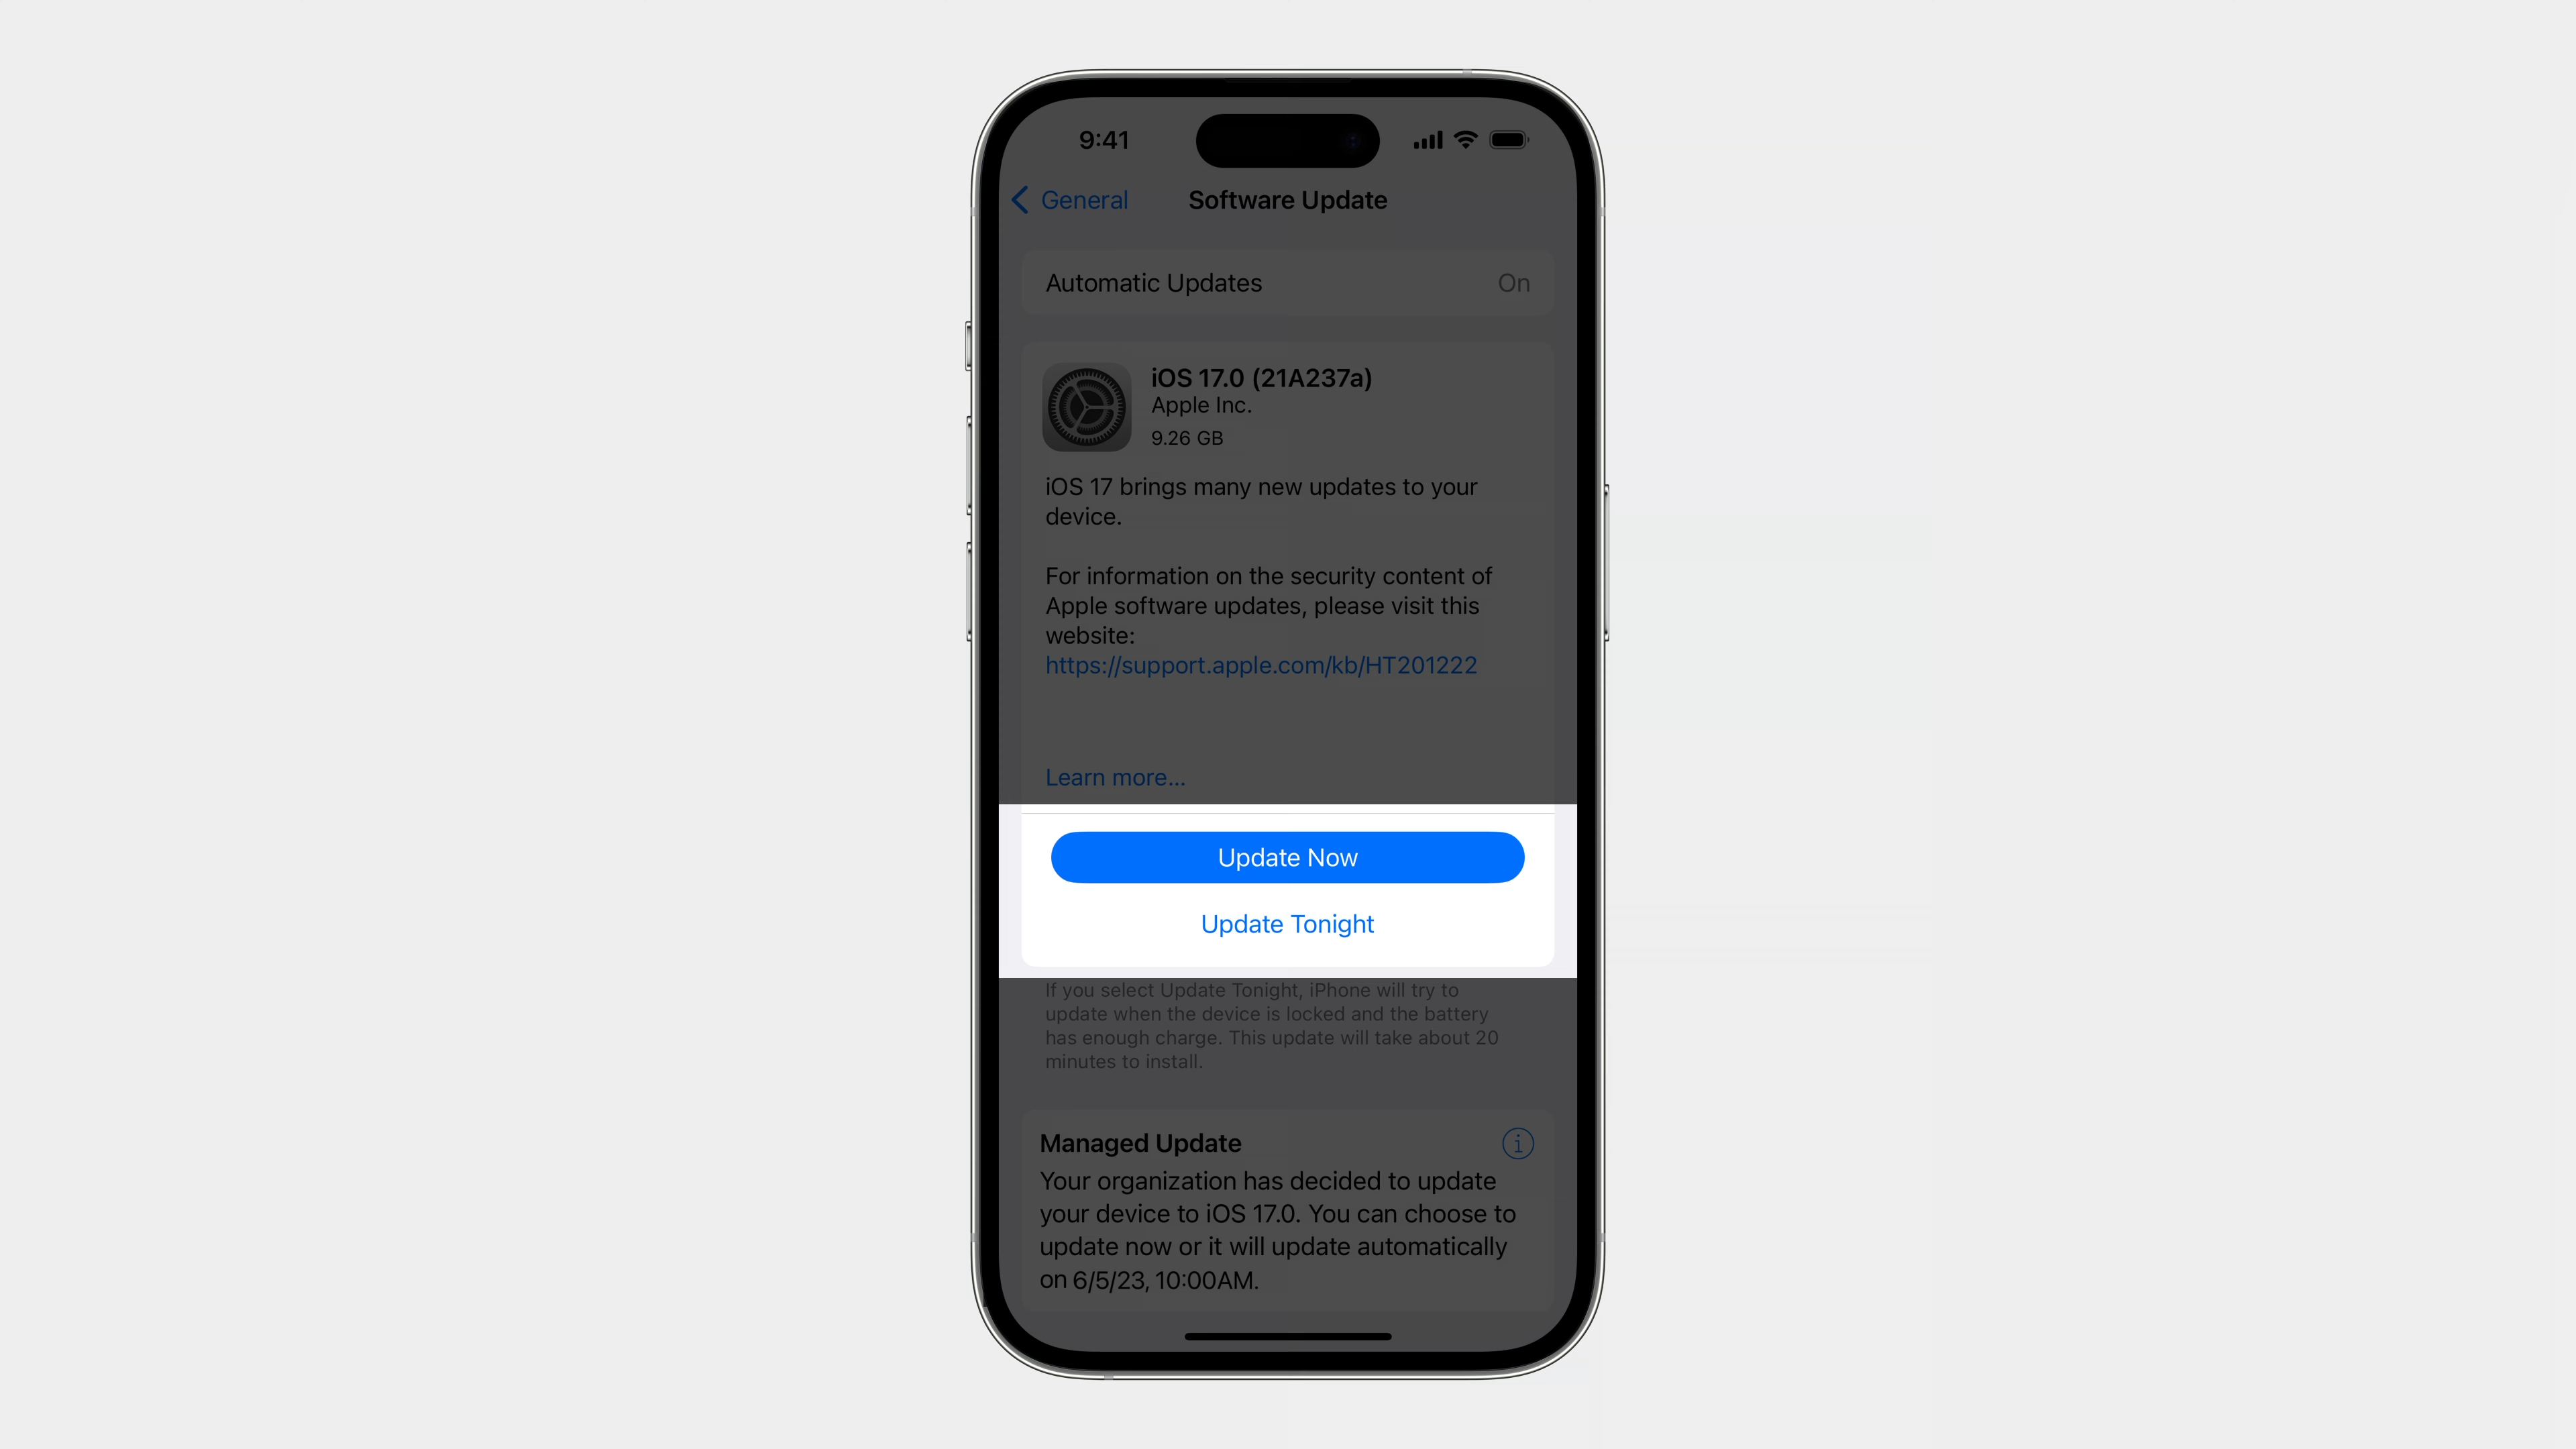 9:41
General
Software Update
Automatic Updates
On
iOS 17.0 (21A237a)
Apple Inc.
9.26 GB
iOS 17 brings many new updates to your
device.
For information on the security content of
Apple software updates, please visit this
website:
https://support.apple.com/kb/HT201222
Learn more...
Update Now
Update Tonight
If you select Update Tonight, iPhone will try to
update when the device is locked and the battery
has enough charge. This update will take about 20
minutes to install.
Managed Update
Your organization has decided to update
your device to iOS 17.0. You can choose to
update now or it will update automatically
on 6/5/23, 10:00AM.